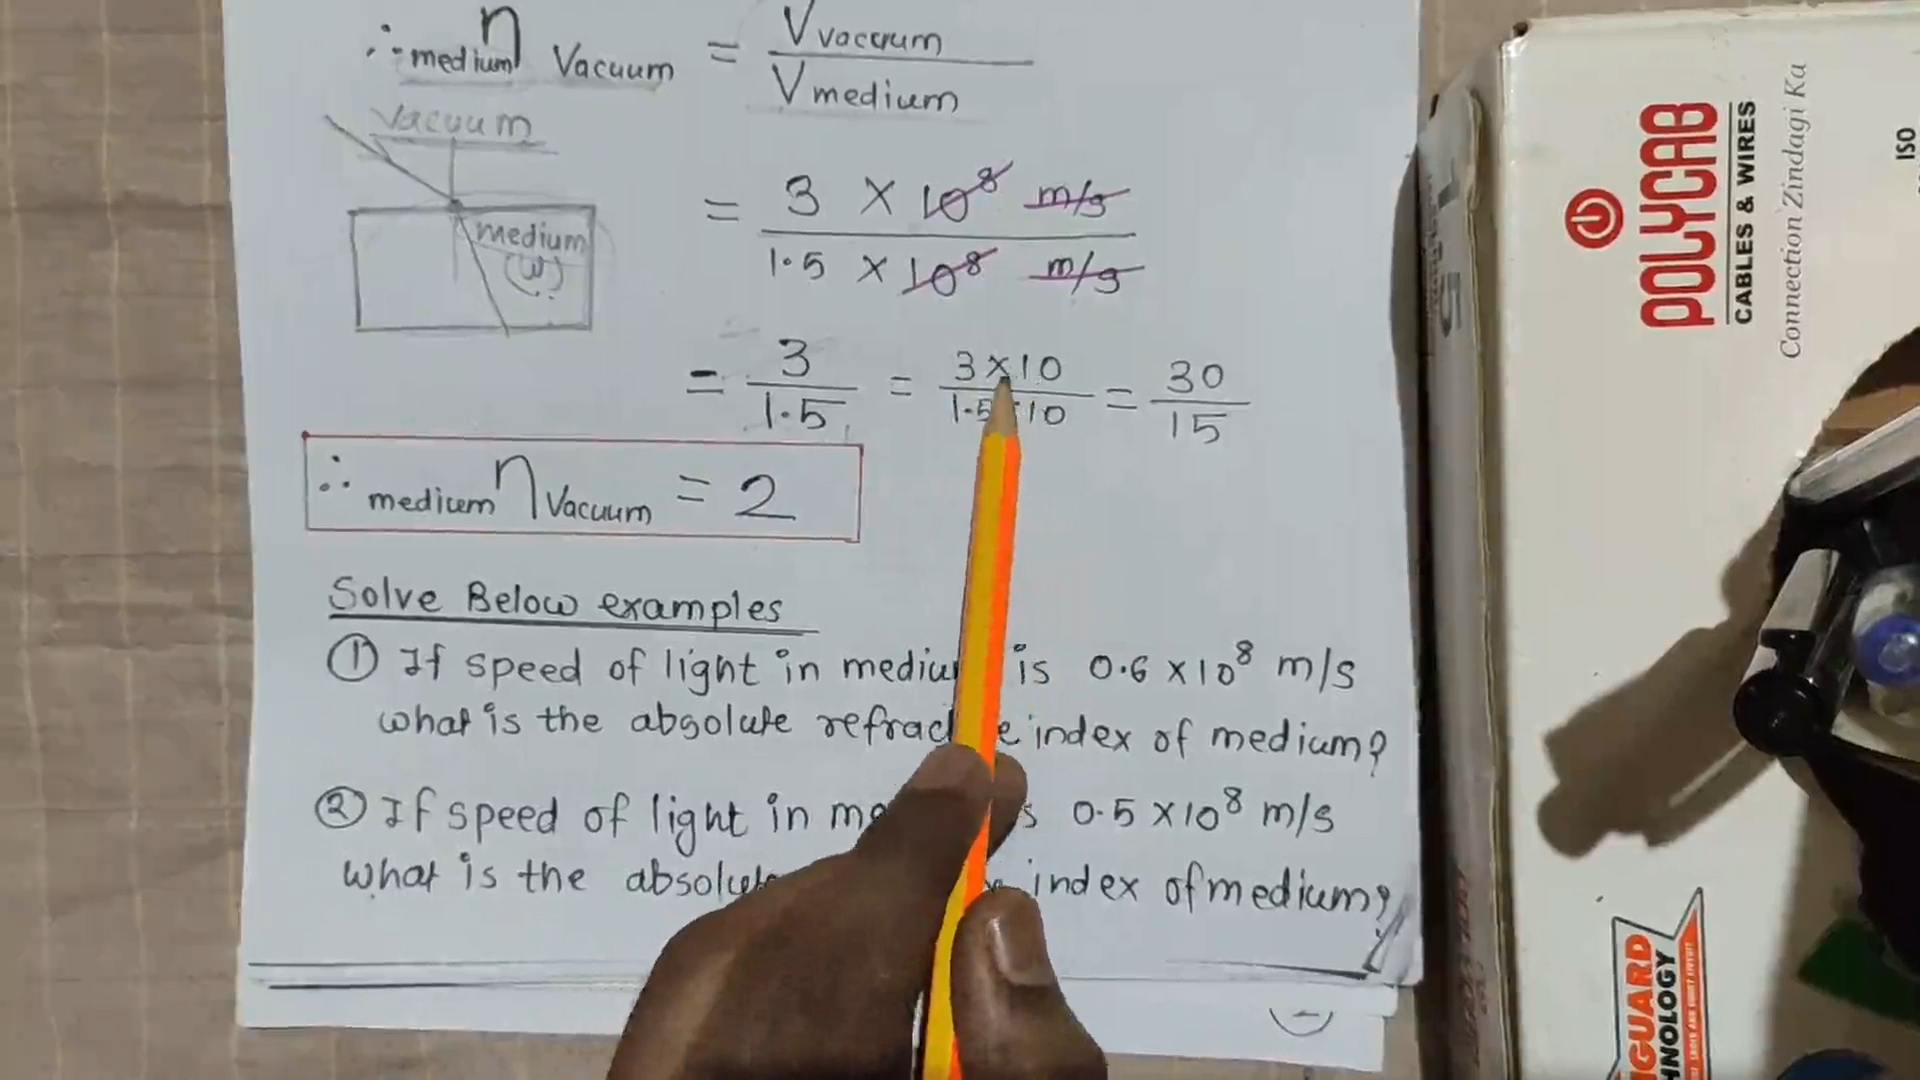 ∴ medium η Vacuum = V vacuum / V medium
Vacuum
medium
(w)
= 3 × 10⁸ m/s / 1.5 × 10⁸ m/s
= 3 / 1.5 = 3×10 / 1.5 10 = 30 / 15
∴ medium η Vacuum = 2
Solve Below examples
① If speed of light in is 0.6 ×10⁸ m/s
what is the absolute index of medium?
② If speed of light in 0.5 ×10⁸ m/s
What is the index of medium?
POLYCAB
CABLES & WIRES
Connection Zindagi Ka
ISO
1.5